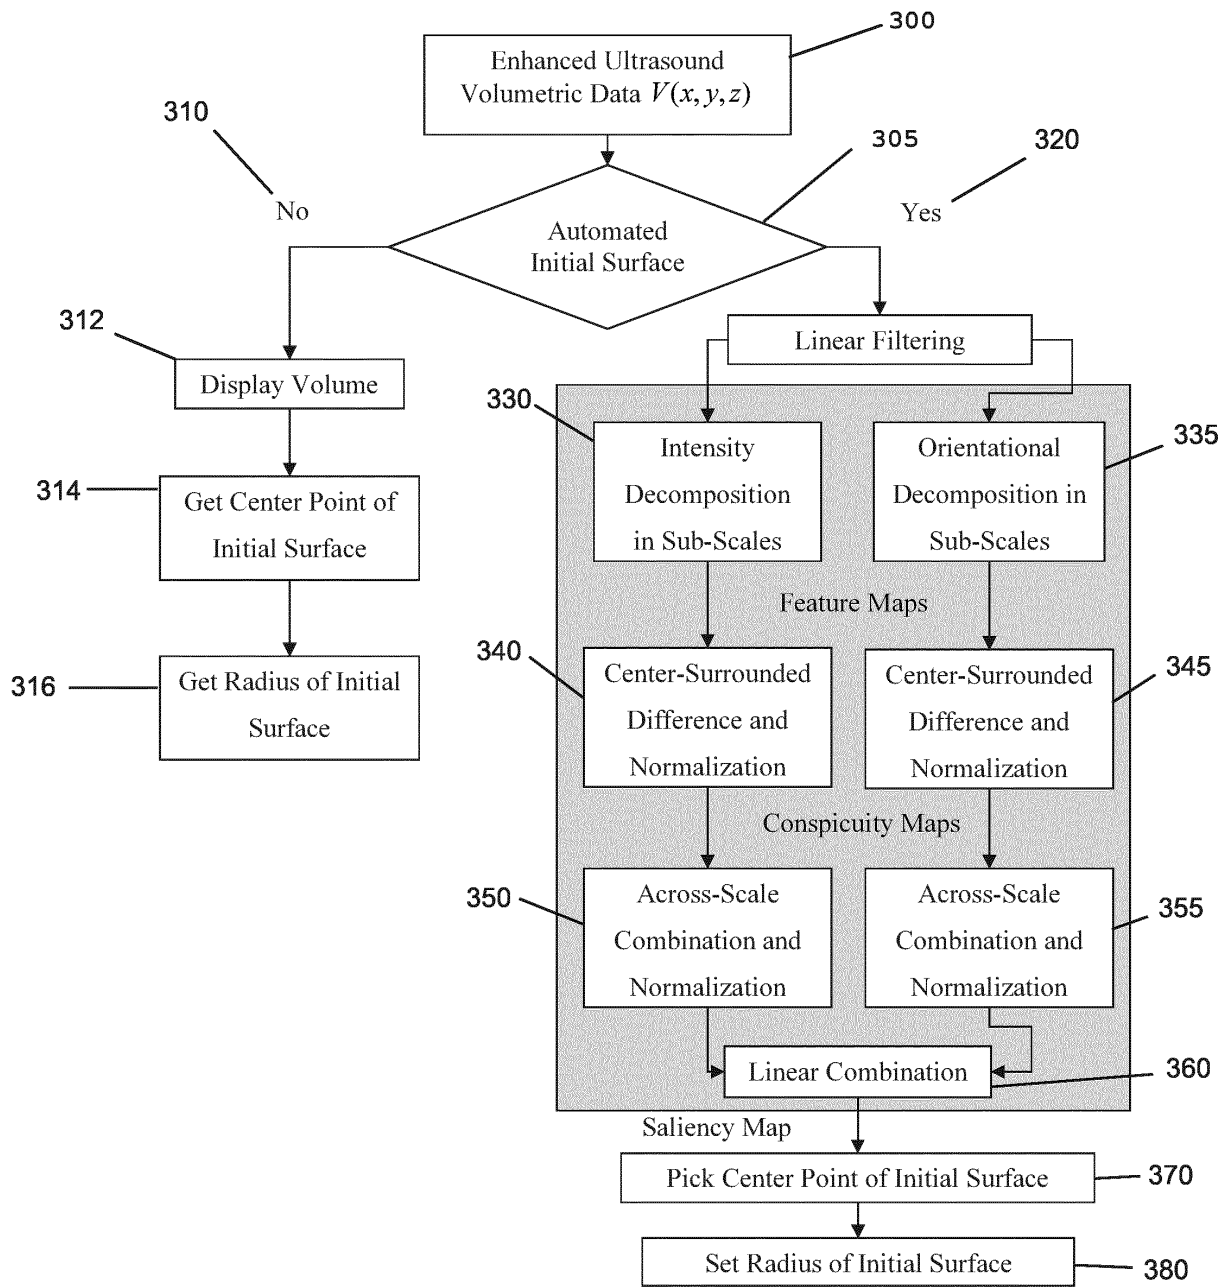 300
Enhanced Ultrasound
Volumetric Data V(x, y, z)
310
305
320
No
Yes
Automated
Initial Surface
312
Linear Filtering
Display Volume
330
335
Intensity
Decomposition
in Sub-Scales
Orientational
Decomposition in
Sub-Scales
314
Get Center Point of
Initial Surface
Feature Maps
340
345
316
Get Radius of Initial
Surface
Center-Surrounded
Difference and
Normalization
Center-Surrounded
Difference and
Normalization
Conspicuity Maps
350
355
Across-Scale
Combination and
Normalization
Across-Scale
Combination and
Normalization
Linear Combination
360
Saliency Map
Pick Center Point of Initial Surface
370
Set Radius of Initial Surface
380